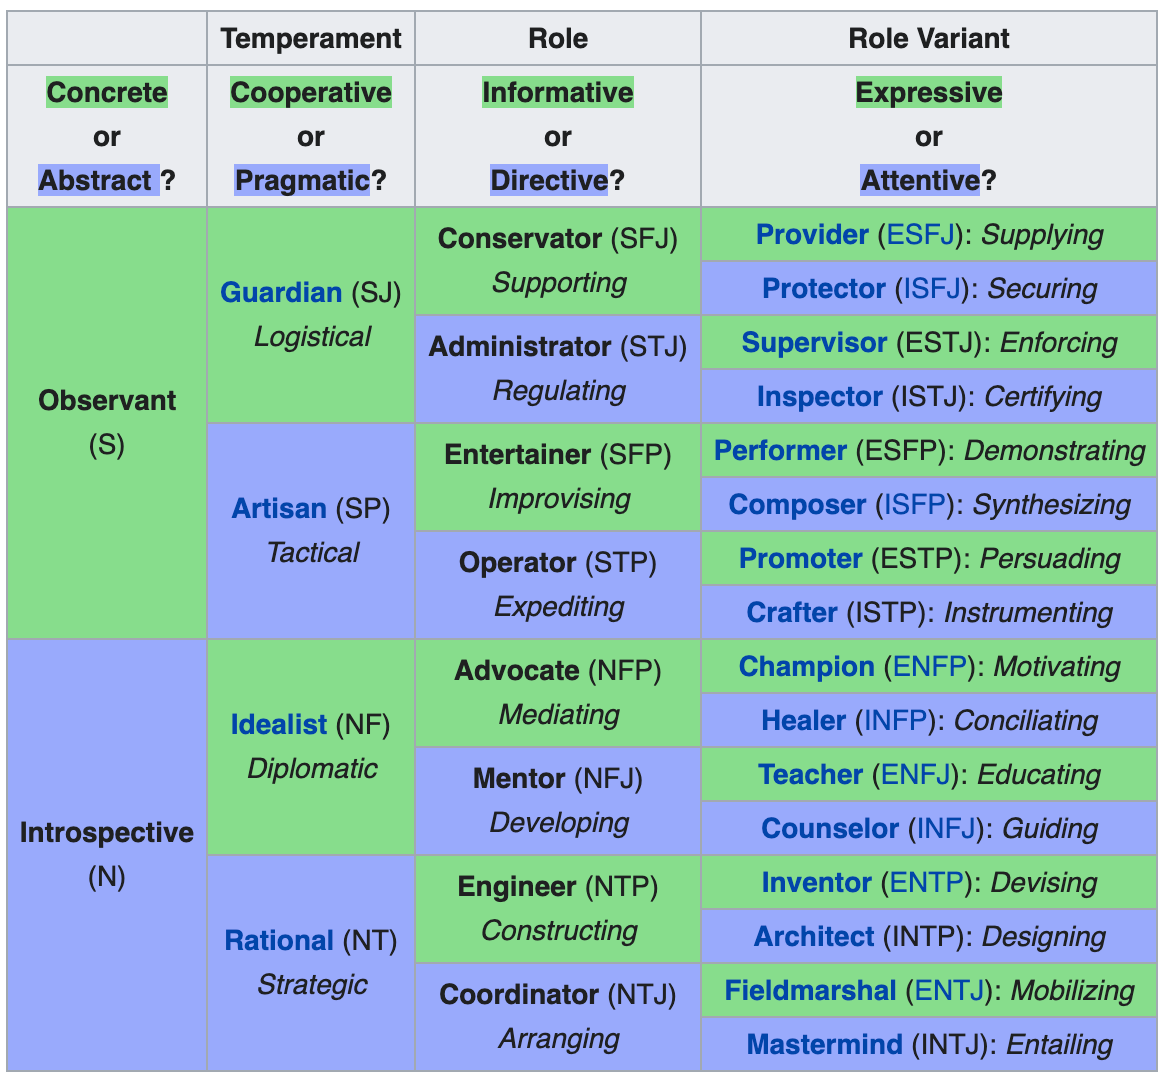 Temperament Role Role Variant
Concrete Cooperative Informative Expressive
or or or or
Abstract ? Pragmatic? Directive? Attentive?
Observant
(S)
Guardian (SJ)
Logistical
Conservator (SFJ)
Supporting
Provider (ESFJ): Supplying
Protector (ISFJ): Securing
Administrator (STJ)
Regulating
Supervisor (ESTJ): Enforcing
Inspector (ISTJ): Certifying
Artisan (SP)
Tactical
Entertainer (SFP)
Improvising
Performer (ESFP): Demonstrating
Composer (ISFP): Synthesizing
Operator (STP)
Expediting
Promoter (ESTP): Persuading
Crafter (ISTP): Instrumenting
Introspective
(N)
Idealist (NF)
Diplomatic
Advocate (NFP)
Mediating
Champion (ENFP): Motivating
Healer (INFP): Conciliating
Mentor (NFJ)
Developing
Teacher (ENFJ): Educating
Counselor (INFJ): Guiding
Rational (NT)
Strategic
Engineer (NTP)
Constructing
Inventor (ENTP): Devising
Architect (INTP): Designing
Coordinator (NTJ)
Arranging
Fieldmarshal (ENTJ): Mobilizing
Mastermind (INTJ): Entailing